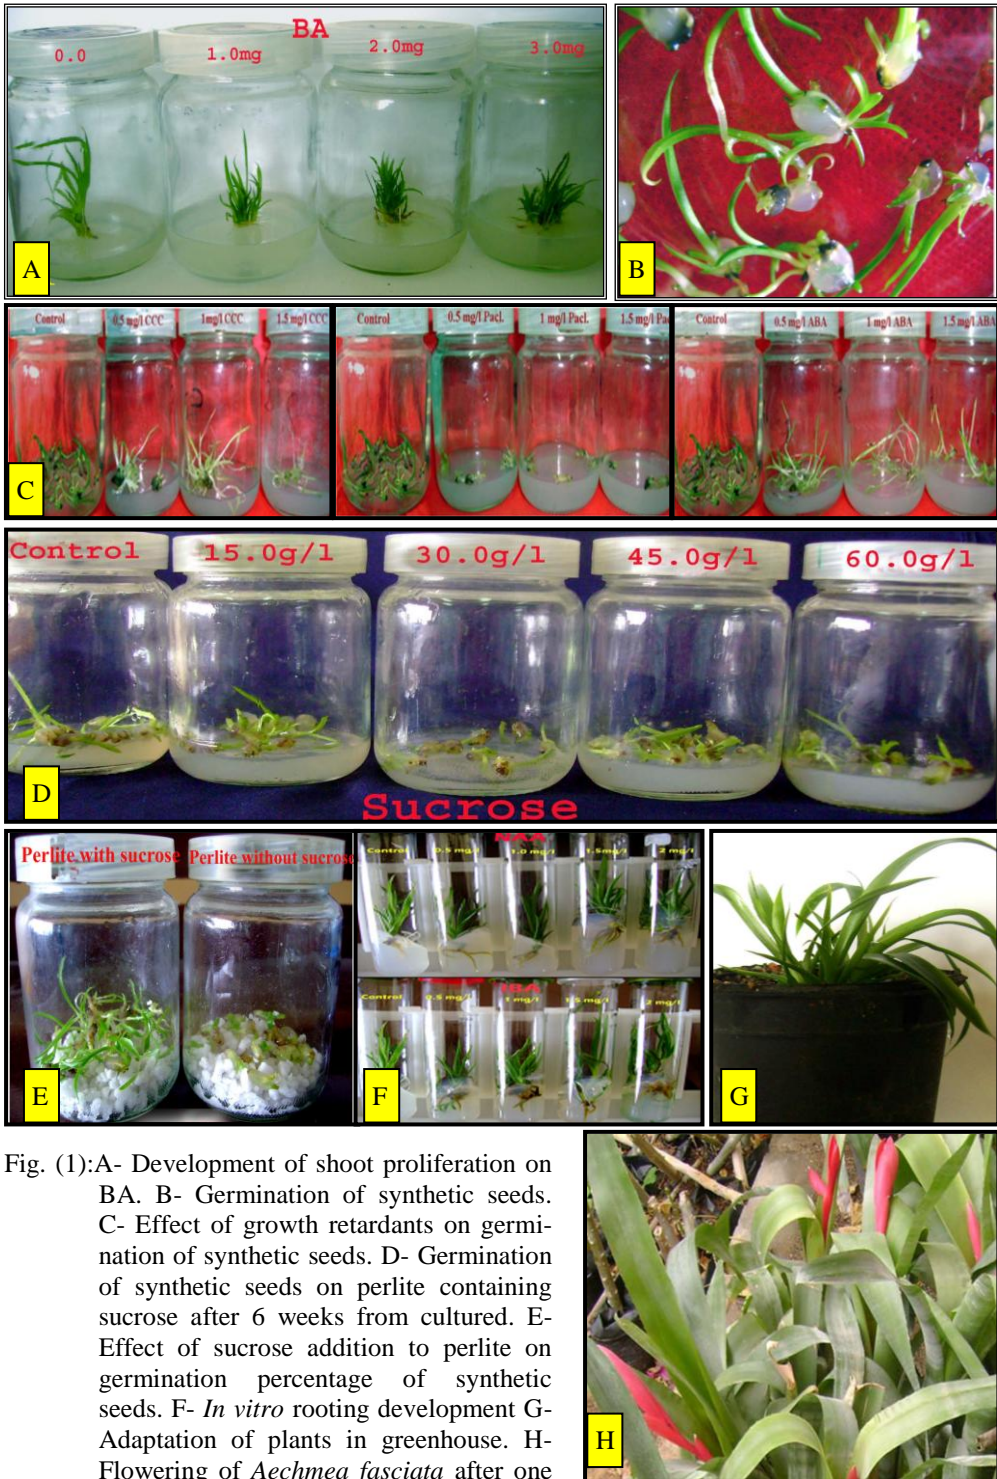 BA
0.0
1.0mg
2.0mg
3.0mg
A
B
Control
0.5 mg/l CCC
1mg/l CCC
1.5 mg/l CCC
Control
0.5 mg/l Pacl.
1 mg/l Pacl.
1.5 mg/l Pac
Control
0.5 mg/l ABA
1 mg/l ABA
1.5 mg/l ABA
C
Control
15.0g/l
30.0g/l
45.0g/l
60.0g/l
D
Sucrose
Perlite with sucrose
Perlite without sucrose
E
NAA
Control
0.5 mg/l
1.0 mg/l
1.5mg/l
2 mg/l
IBA
Control
0.5 mg/l
1 mg/l
1.5 mg/l
2 mg/l
F
G
Fig. (1):A- Development of shoot proliferation on
BA. B- Germination of synthetic seeds.
C- Effect of growth retardants on germi-
nation of synthetic seeds. D- Germination
of synthetic seeds on perlite containing
sucrose after 6 weeks from cultured. E-
Effect of sucrose addition to perlite on
germination percentage of synthetic
seeds. F- In vitro rooting development G-
Adaptation of plants in greenhouse. H-
Flowering of Aechmea fasciata after one
H